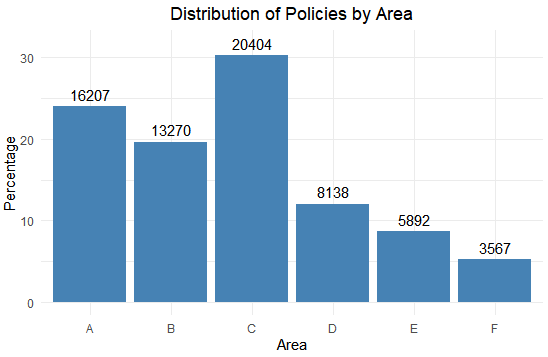 Distribution of Policies by Area
Percentage
30
20
10
0
16207
13270
20404
8138
5892
3567
A B C D E F
Area